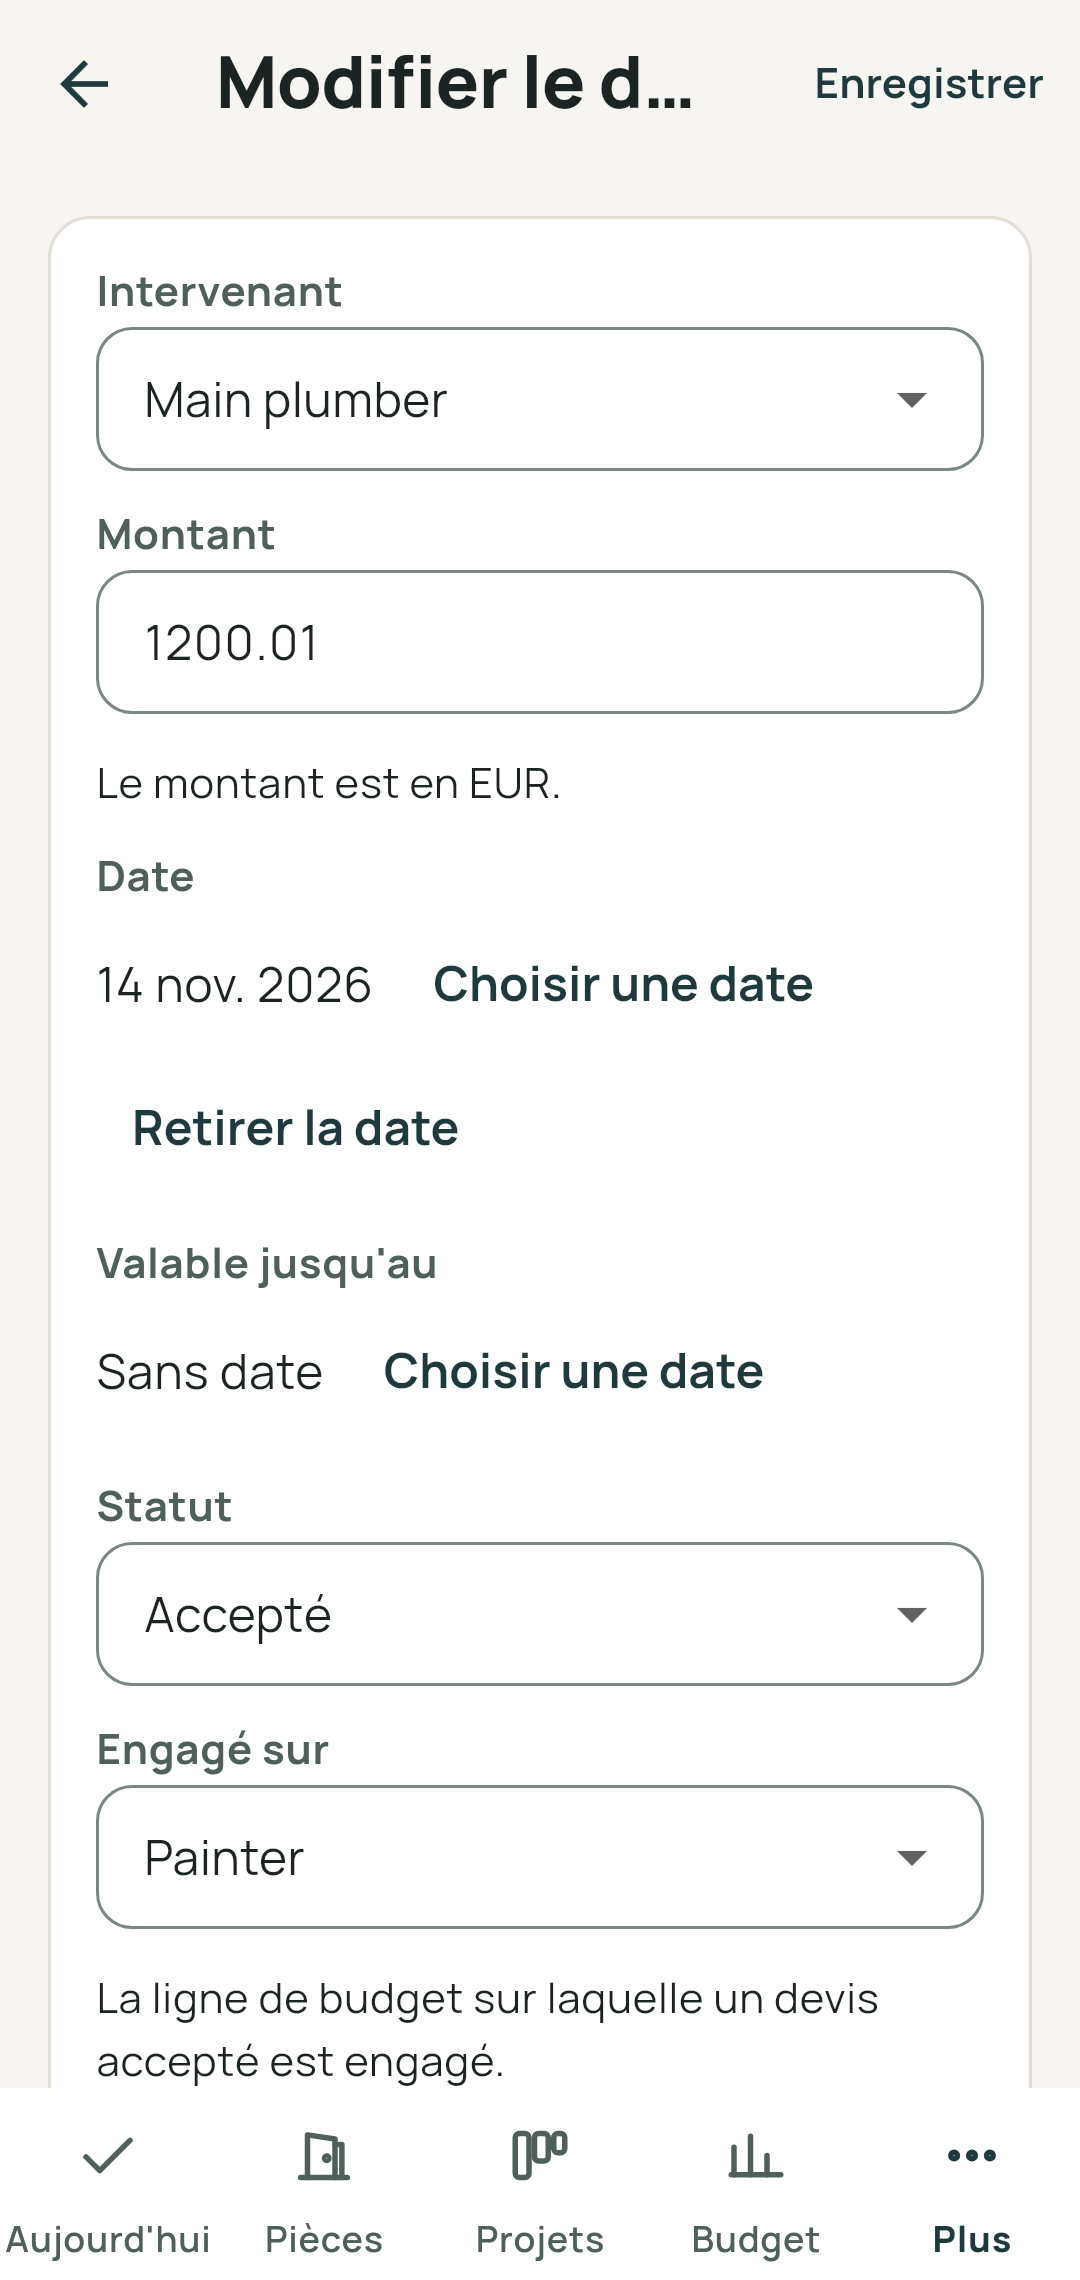 Modifier le d...
Enregistrer
Intervenant
Main plumber
Montant
1200.01
Le montant est en EUR.
Date
14 nov. 2026
Choisir une date
Retirer la date
Valable jusqu'au
Sans date
Choisir une date
Statut
Accepté
Engagé sur
Painter
La ligne de budget sur laquelle un devis
accepté est engagé.
Aujourd'hui
Pièces
Projets
Budget
Plus